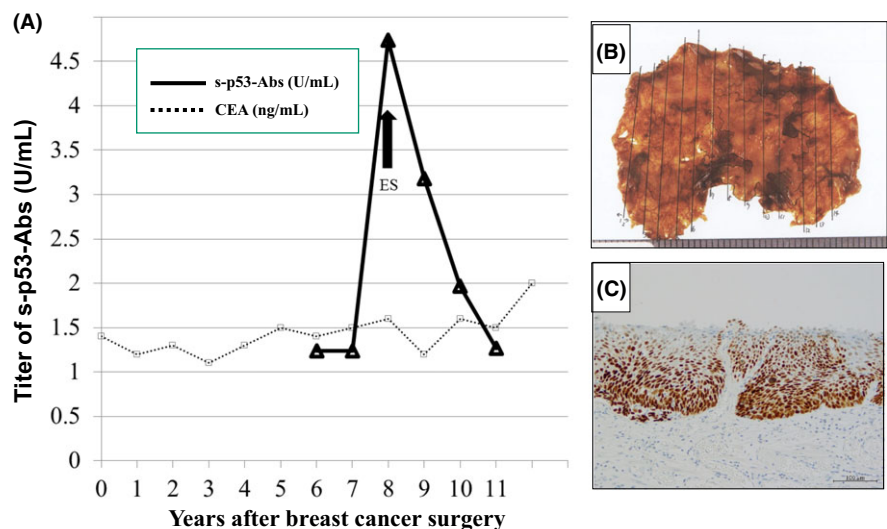 (A)
Titer of s-p53-Abs (U/mL)
4.5
4
3.5
3
2.5
2
1.5
1
0.5
0
s-p53-Abs (U/mL)
CEA (ng/mL)
ES
0 1 2 3 4 5 6 7 8 9 10 11
Years after breast cancer surgery
(B)
(C)